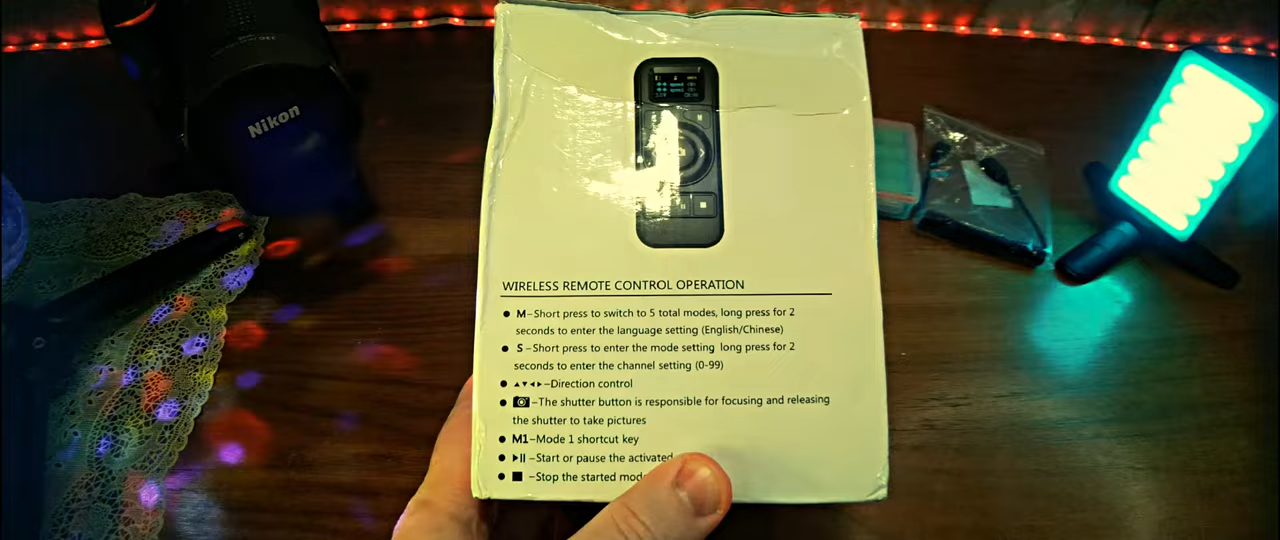 Nikon
M
WIRELESS REMOTE CONTROL OPERATION
● M–Short press to switch to 5 total modes, long press for 2
seconds to enter the language setting (English/Chinese)
● S –Short press to enter the mode setting long press for 2
seconds to enter the channel setting (0-99)
● ▲▼◄►–Direction control
● 📷 –The shutter button is responsible for focusing and releasing
the shutter to take pictures
● M1–Mode 1 shortcut key
● ►II –Start or pause the activated
● ■ –Stop the started